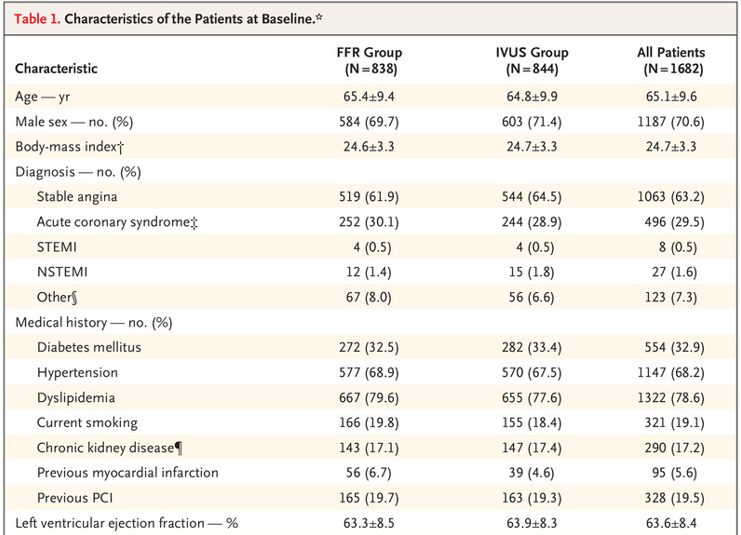 Table 1. Characteristics of the Patients at Baseline.*
Characteristic FFR Group (N=838) IVUS Group (N=844) All Patients (N=1682)
Age — yr 65.4±9.4 64.8±9.9 65.1±9.6
Male sex — no. (%) 584 (69.7) 603 (71.4) 1187 (70.6)
Body-mass index† 24.6±3.3 24.7±3.3 24.7±3.3
Diagnosis — no. (%)
Stable angina 519 (61.9) 544 (64.5) 1063 (63.2)
Acute coronary syndrome‡ 252 (30.1) 244 (28.9) 496 (29.5)
STEMI 4 (0.5) 4 (0.5) 8 (0.5)
NSTEMI 12 (1.4) 15 (1.8) 27 (1.6)
Other§ 67 (8.0) 56 (6.6) 123 (7.3)
Medical history — no. (%)
Diabetes mellitus 272 (32.5) 282 (33.4) 554 (32.9)
Hypertension 577 (68.9) 570 (67.5) 1147 (68.2)
Dyslipidemia 667 (79.6) 655 (77.6) 1322 (78.6)
Current smoking 166 (19.8) 155 (18.4) 321 (19.1)
Chronic kidney disease¶ 143 (17.1) 147 (17.4) 290 (17.2)
Previous myocardial infarction 56 (6.7) 39 (4.6) 95 (5.6)
Previous PCI 165 (19.7) 163 (19.3) 328 (19.5)
Left ventricular ejection fraction — % 63.3±8.5 63.9±8.3 63.6±8.4